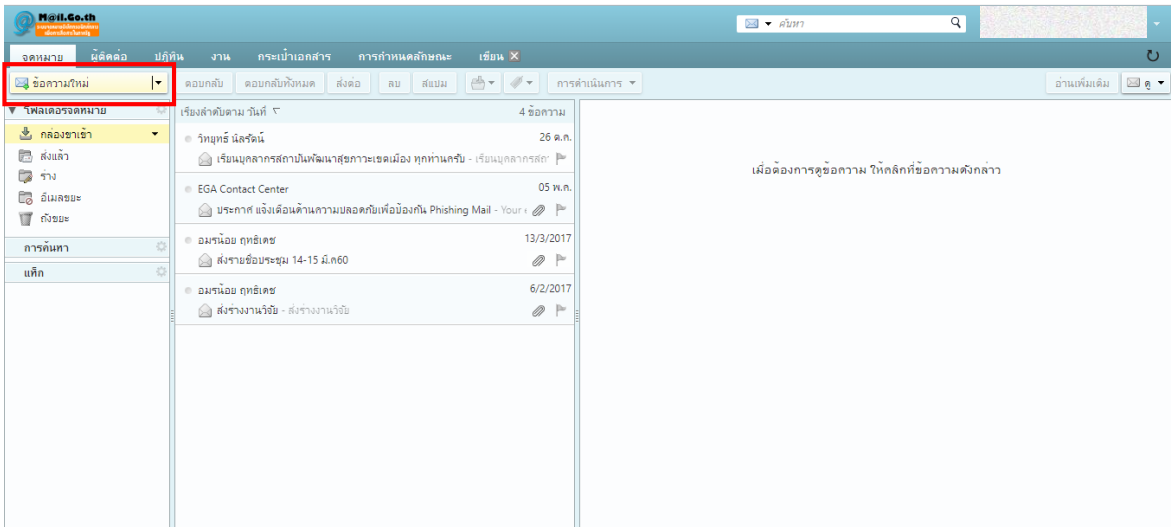 M@il.Go.th
ค้นหา
จดหมาย ผู้ติดต่อ ปฏิทิน งาน กระเป๋าเอกสาร การกำหนดลักษณะ เขียน
ข้อความใหม่ ตอบกลับ ตอบกลับทั้งหมด ส่งต่อ ลบ สแปม การดำเนินการ อ่านเพิ่มเติม ดู
โฟลเดอร์จดหมาย
กล่องขาเข้า
ส่งแล้ว
ร่าง
อีเมลขยะ
ถังขยะ
การค้นหา
แท็ก
เรียงลำดับตาม วันที่ 4 ข้อความ
วิทยุทธิ์ นิลรัตน์ 26 ต.ค.
เรียนบุคลากรสถาบันพัฒนาสุขภาวะเขตเมือง ทุกท่านครับ - เรียนบุคลากรสถา
EGA Contact Center 05 พ.ค.
ประกาศ แจ้งเตือนด้านความปลอดภัยเพื่อป้องกัน Phishing Mail - Your e
อมรน้อย ฤทธิเดช 13/3/2017
ส่งรายชื่อประชุม 14-15 มี.ค60
อมรน้อย ฤทธิเดช 6/2/2017
ส่งร่างงานวิจัย - ส่งร่างงานวิจัย
เมื่อต้องการดูข้อความ ให้คลิกที่ข้อความดังกล่าว